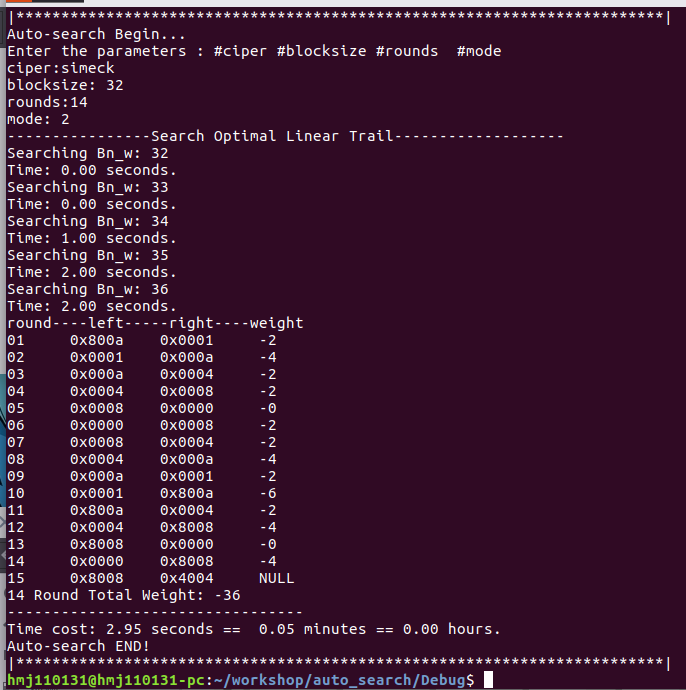 |************************************************************************|
Auto-search Begin...
Enter the parameters : #ciper #blocksize #rounds  #mode
ciper:simeck
blocksize: 32
rounds:14
mode: 2
----------------Search Optimal Linear Trail-------------------
Searching Bn_w: 32
Time: 0.00 seconds.
Searching Bn_w: 33
Time: 0.00 seconds.
Searching Bn_w: 34
Time: 1.00 seconds.
Searching Bn_w: 35
Time: 2.00 seconds.
Searching Bn_w: 36
Time: 2.00 seconds.
round----left-----right----weight
01     0x800a    0x0001     -2
02     0x0001    0x000a     -4
03     0x000a    0x0004     -2
04     0x0004    0x0008     -2
05     0x0008    0x0000     -0
06     0x0000    0x0008     -2
07     0x0008    0x0004     -2
08     0x0004    0x000a     -4
09     0x000a    0x0001     -2
10     0x0001    0x800a     -6
11     0x800a    0x0004     -2
12     0x0004    0x8008     -4
13     0x8008    0x0000     -0
14     0x0000    0x8008     -4
15     0x8008    0x4004     NULL
14 Round Total Weight: -36
---------------------------------
Time cost: 2.95 seconds ==  0.05 minutes == 0.00 hours.
Auto-search END!
|************************************************************************|
hmj110131@hmj110131-pc:~/workshop/auto_search/Debug$